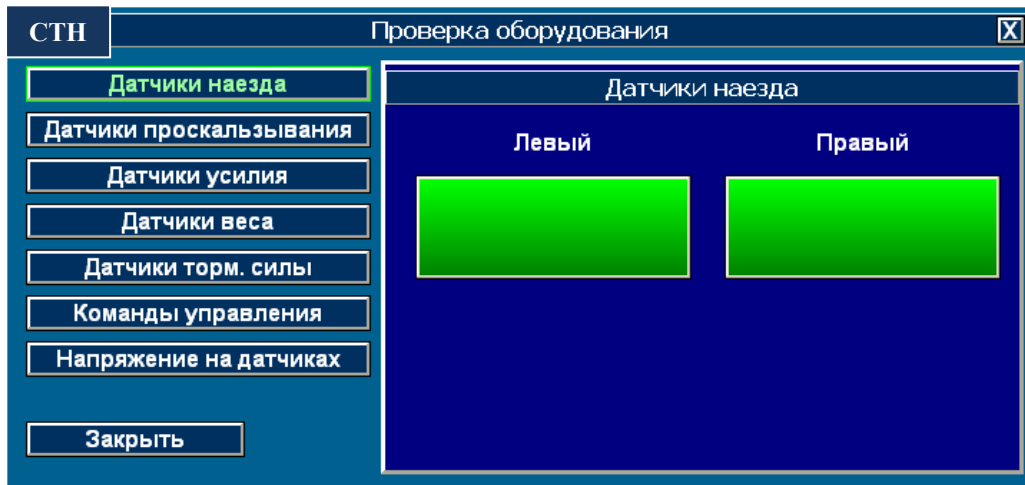 СТН
Проверка оборудования
X
Датчики наезда
Датчики проскальзывания
Датчики усилия
Датчики веса
Датчики торм. силы
Команды управления
Напряжение на датчиках
Закрыть
Датчики наезда
Левый
Правый